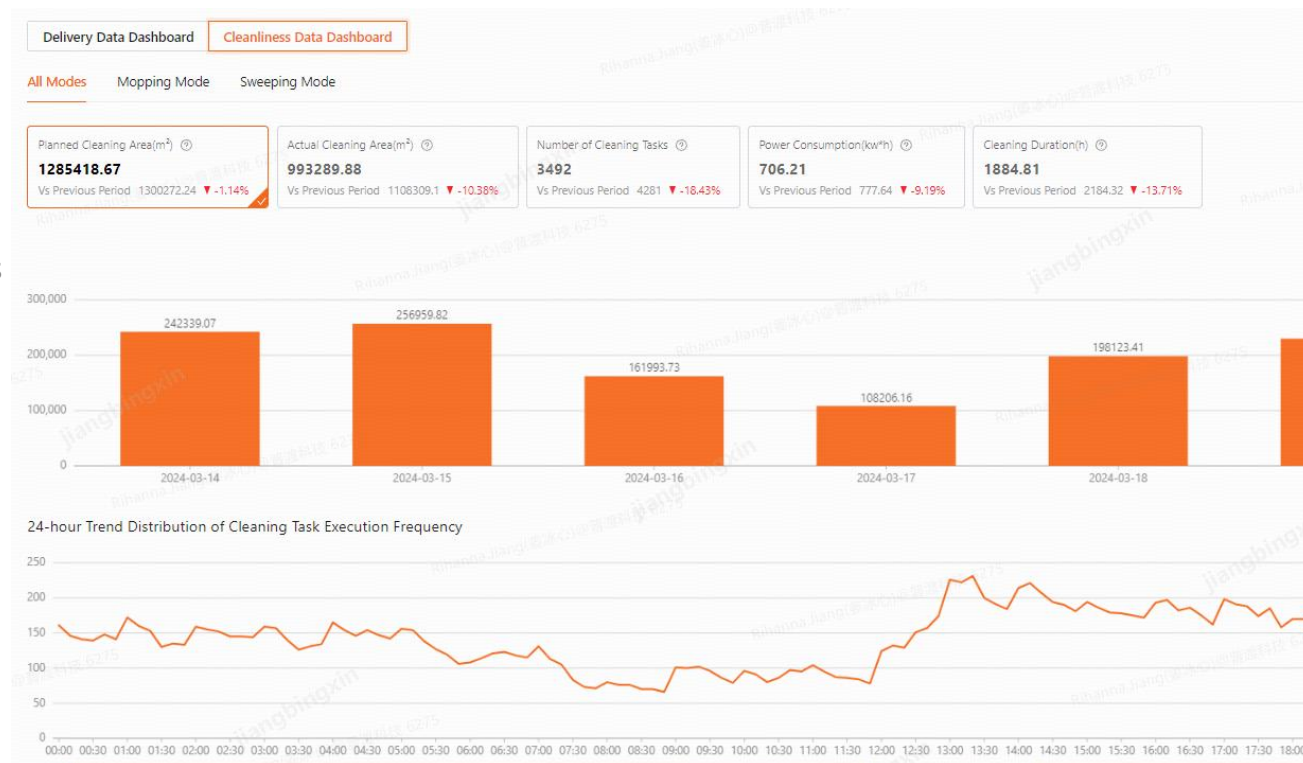 Delivery Data Dashboard Cleanliness Data Dashboard
All Modes Mopping Mode Sweeping Mode
Planned Cleaning Area(m²)
1285418.67
Vs Previous Period 1300272.24 ▼ -1.14%
Actual Cleaning Area(m²)
993289.88
Vs Previous Period 1108309.1 ▼ -10.38%
Number of Cleaning Tasks
3492
Vs Previous Period 4281 ▼ -18.43%
Power Consumption(kw*h)
706.21
Vs Previous Period 777.64 ▼ -9.19%
Cleaning Duration(h)
1884.81
Vs Previous Period 2184.32 ▼ -13.71%
300,000
200,000
100,000
0
242339.07
256959.82
161993.73
108206.16
198123.41
2024-03-14 2024-03-15 2024-03-16 2024-03-17 2024-03-18
24-hour Trend Distribution of Cleaning Task Execution Frequency
250
200
150
100
50
0
00:00 00:30 01:00 01:30 02:00 02:30 03:00 03:30 04:00 04:30 05:00 05:30 06:00 06:30 07:00 07:30 08:00 08:30 09:00 09:30 10:00 10:30 11:00 11:30 12:00 12:30 13:00 13:30 14:00 14:30 15:00 15:30 16:00 16:30 17:00 17:30 18:00
jiangbingxin